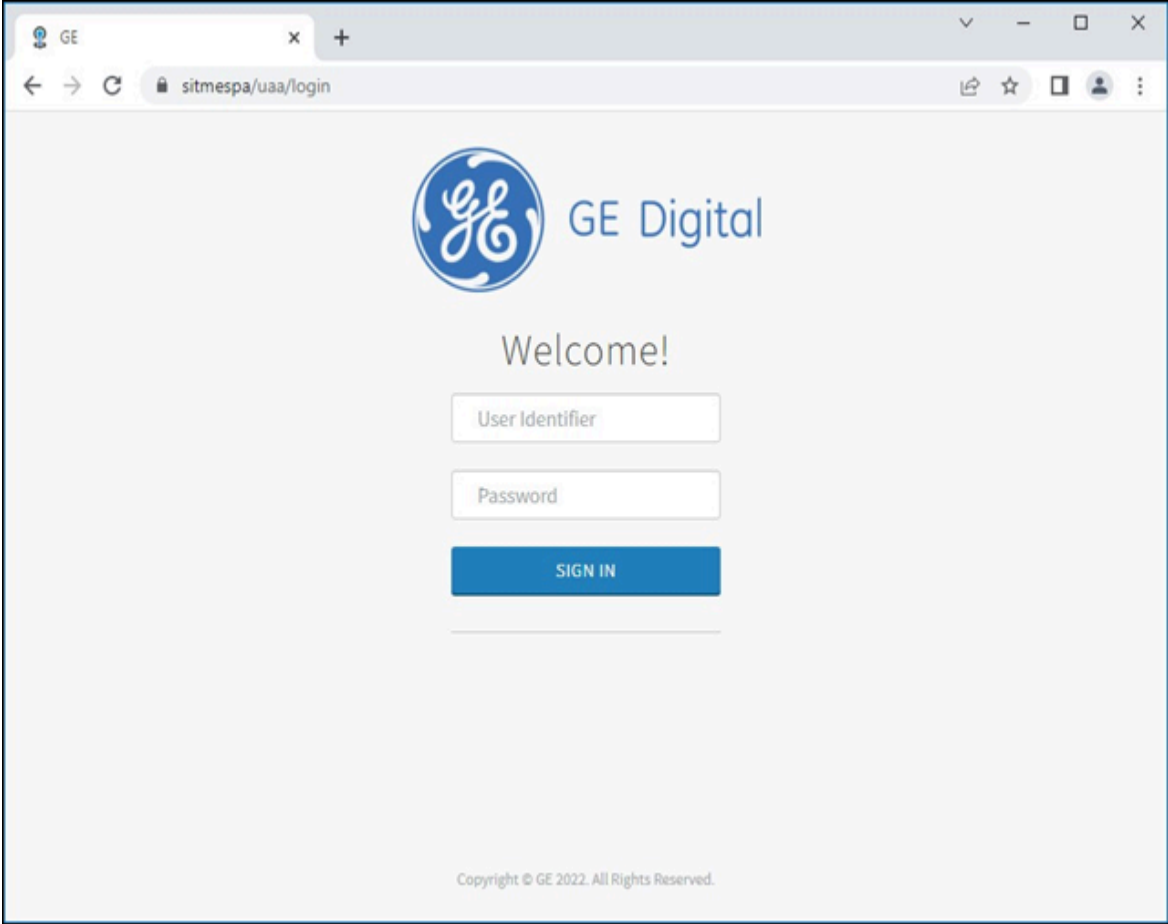 GE
sitmespa/uaa/login
GE Digital
Welcome!
User Identifier
Password
SIGN IN
Copyright © GE 2022. All Rights Reserved.